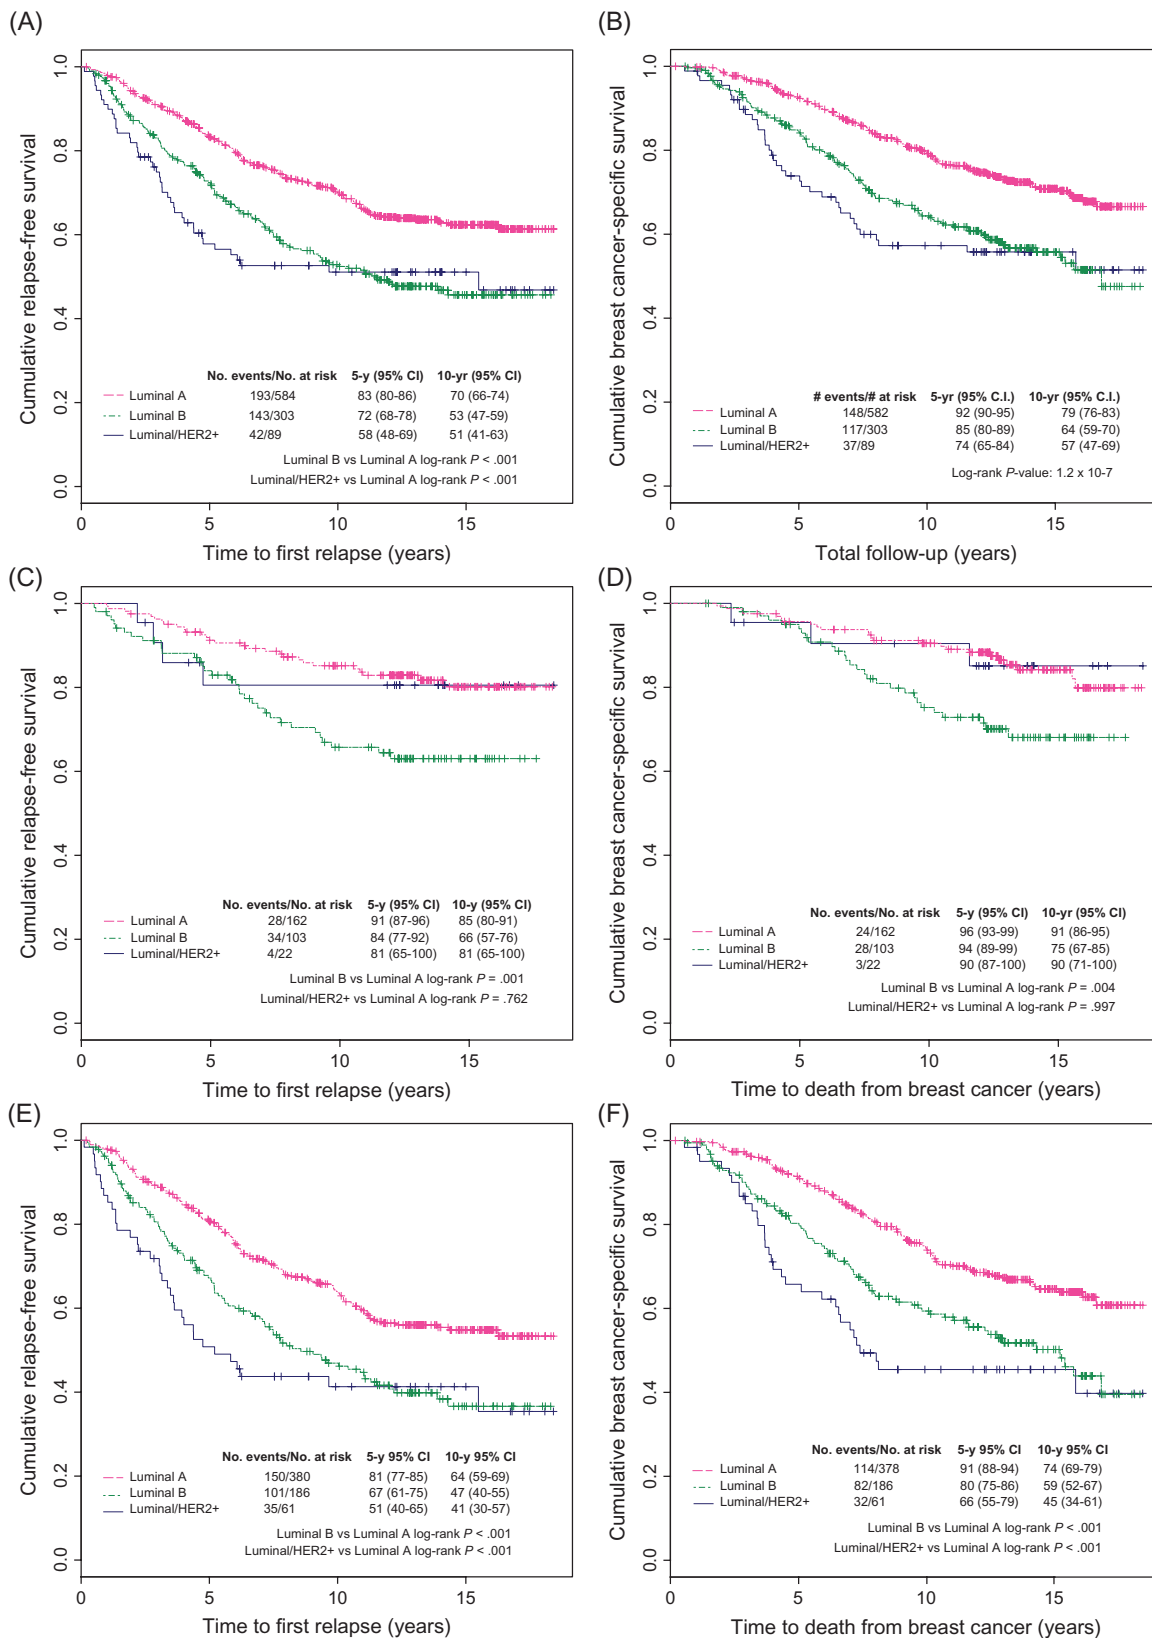 (A)
Cumulative relapse-free survival
1.0
0.8
0.6
0.4
0.2
0.0
No. events/No. at risk 5-y (95% CI) 10-yr (95% CI)
Luminal A 193/584 83 (80-86) 70 (66-74)
Luminal B 143/303 72 (68-78) 53 (47-59)
Luminal/HER2+ 42/89 58 (48-69) 51 (41-63)
Luminal B vs Luminal A log-rank P < .001
Luminal/HER2+ vs Luminal A log-rank P < .001
0 5 10 15
Time to first relapse (years)
(B)
Cumulative breast cancer-specific survival
1.0
0.8
0.6
0.4
0.2
0.0
# events/# at risk 5-yr (95% C.I.) 10-yr (95% C.I.)
Luminal A 148/582 92 (90-95) 79 (76-83)
Luminal B 117/303 85 (80-89) 64 (59-70)
Luminal/HER2+ 37/89 74 (65-84) 57 (47-69)
Log-rank P-value: 1.2 x 10-7
0 5 10 15
Total follow-up (years)
(C)
Cumulative relapse-free survival
1.0
0.8
0.6
0.4
0.2
0.0
No. events/No. at risk 5-y (95% CI) 10-y (95% CI)
Luminal A 28/162 91 (87-96) 85 (80-91)
Luminal B 34/103 84 (77-92) 66 (57-76)
Luminal/HER2+ 4/22 81 (65-100) 81 (65-100)
Luminal B vs Luminal A log-rank P = .001
Luminal/HER2+ vs Luminal A log-rank P = .762
0 5 10 15
Time to first relapse (years)
(D)
Cumulative breast cancer-specific survival
1.0
0.8
0.6
0.4
0.2
0.0
No. events/No. at risk 5-y (95% CI) 10-yr (95% CI)
Luminal A 24/162 96 (93-99) 91 (86-95)
Luminal B 28/103 94 (89-99) 75 (67-85)
Luminal/HER2+ 3/22 90 (87-100) 90 (71-100)
Luminal B vs Luminal A log-rank P = .004
Luminal/HER2+ vs Luminal A log-rank P = .997
0 5 10 15
Time to death from breast cancer (years)
(E)
Cumulative relapse-free survival
1.0
0.8
0.6
0.4
0.2
0.0
No. events/No. at risk 5-y 95% CI 10-y 95% CI
Luminal A 150/380 81 (77-85) 64 (59-69)
Luminal B 101/186 67 (61-75) 47 (40-55)
Luminal/HER2+ 35/61 51 (40-65) 41 (30-57)
Luminal B vs Luminal A log-rank P < .001
Luminal/HER2+ vs Luminal A log-rank P < .001
0 5 10 15
Time to first relapse (years)
(F)
Cumulative breast cancer-specific survival
1.0
0.8
0.6
0.4
0.2
0.0
No. events/No. at risk 5-y 95% CI 10-y 95% CI
Luminal A 114/378 91 (88-94) 74 (69-79)
Luminal B 82/186 80 (75-86) 59 (52-67)
Luminal/HER2+ 32/61 66 (55-79) 45 (34-61)
Luminal B vs Luminal A log-rank P < .001
Luminal/HER2+ vs Luminal A log-rank P < .001
0 5 10 15
Time to death from breast cancer (years)